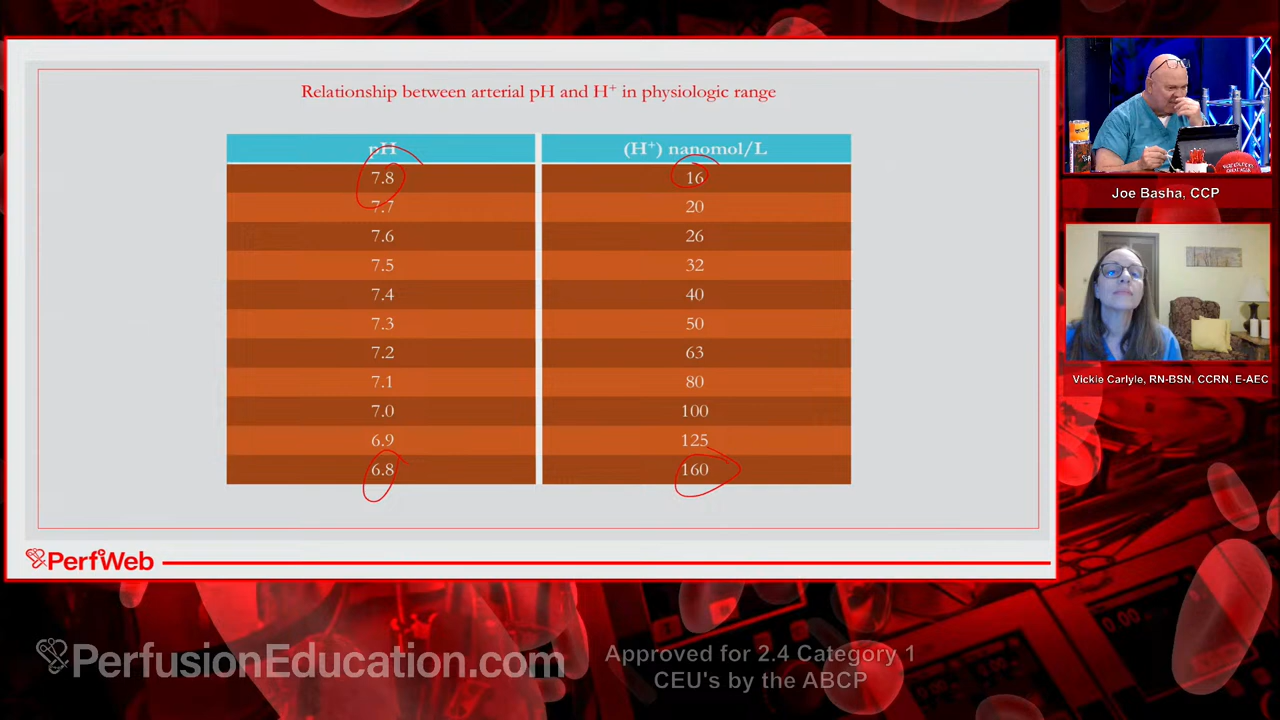 Relationship between arterial pH and H+ in physiologic range
pH (H+) nanomol/L
7.8 16
7.7 20
7.6 26
7.5 32
7.4 40
7.3 50
7.2 63
7.1 80
7.0 100
6.9 125
6.8 160
PerfWeb
Joe Basha, CCP
Vickie Carlyle, RN-BSN, CCRN, E-AEC
PerfusionEducation.com
Approved for 2.4 Category 1
CEU's by the ABCP
0.00